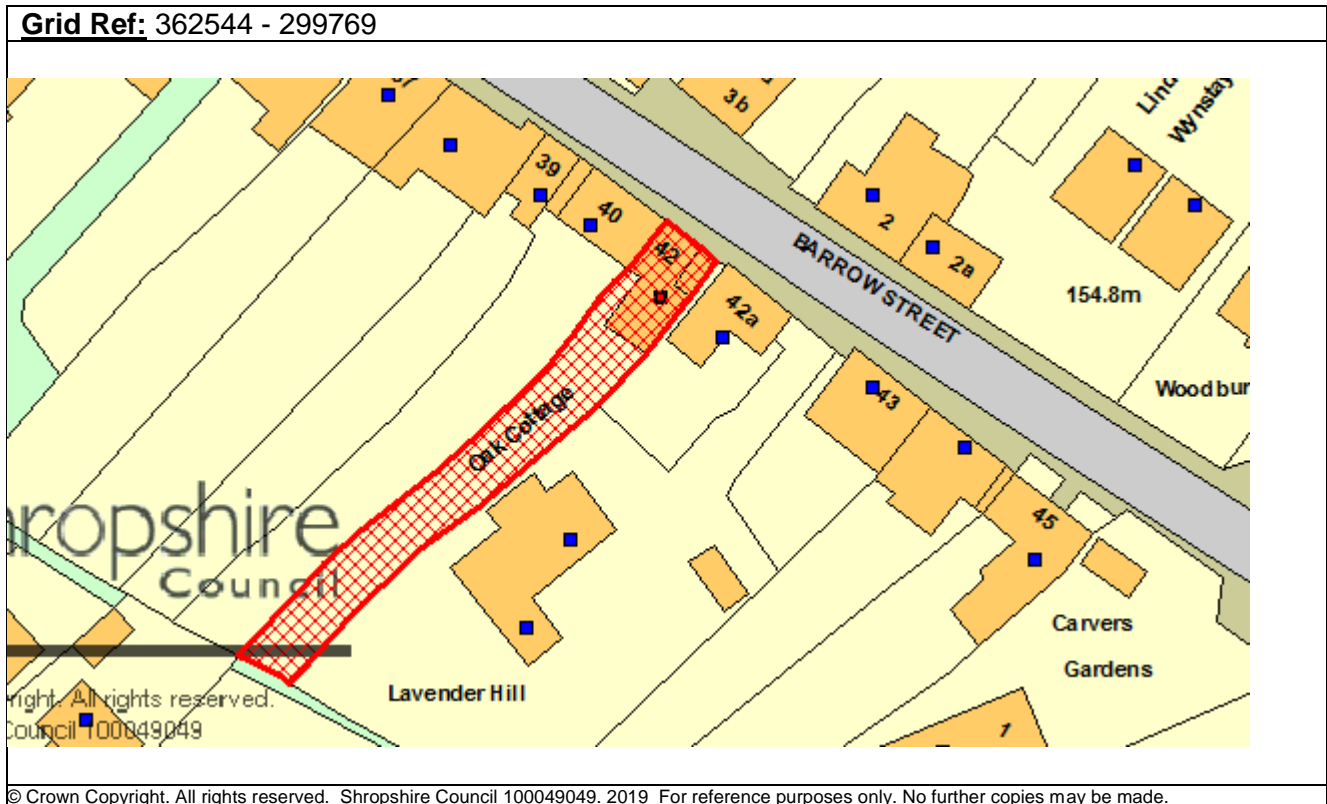 Grid Ref: 362544 - 299769
3b
Wynstay
39
40
42
2
2a
BARROW STREET
42a
154.8m
43
Oak Cottage
45
hropshire
Council
Carvers
Gardens
Lavender Hill
1
right. All rights reserved.
Council 100049049
© Crown Copyright. All rights reserved. Shropshire Council 100049049. 2019 For reference purposes only. No further copies may be made.